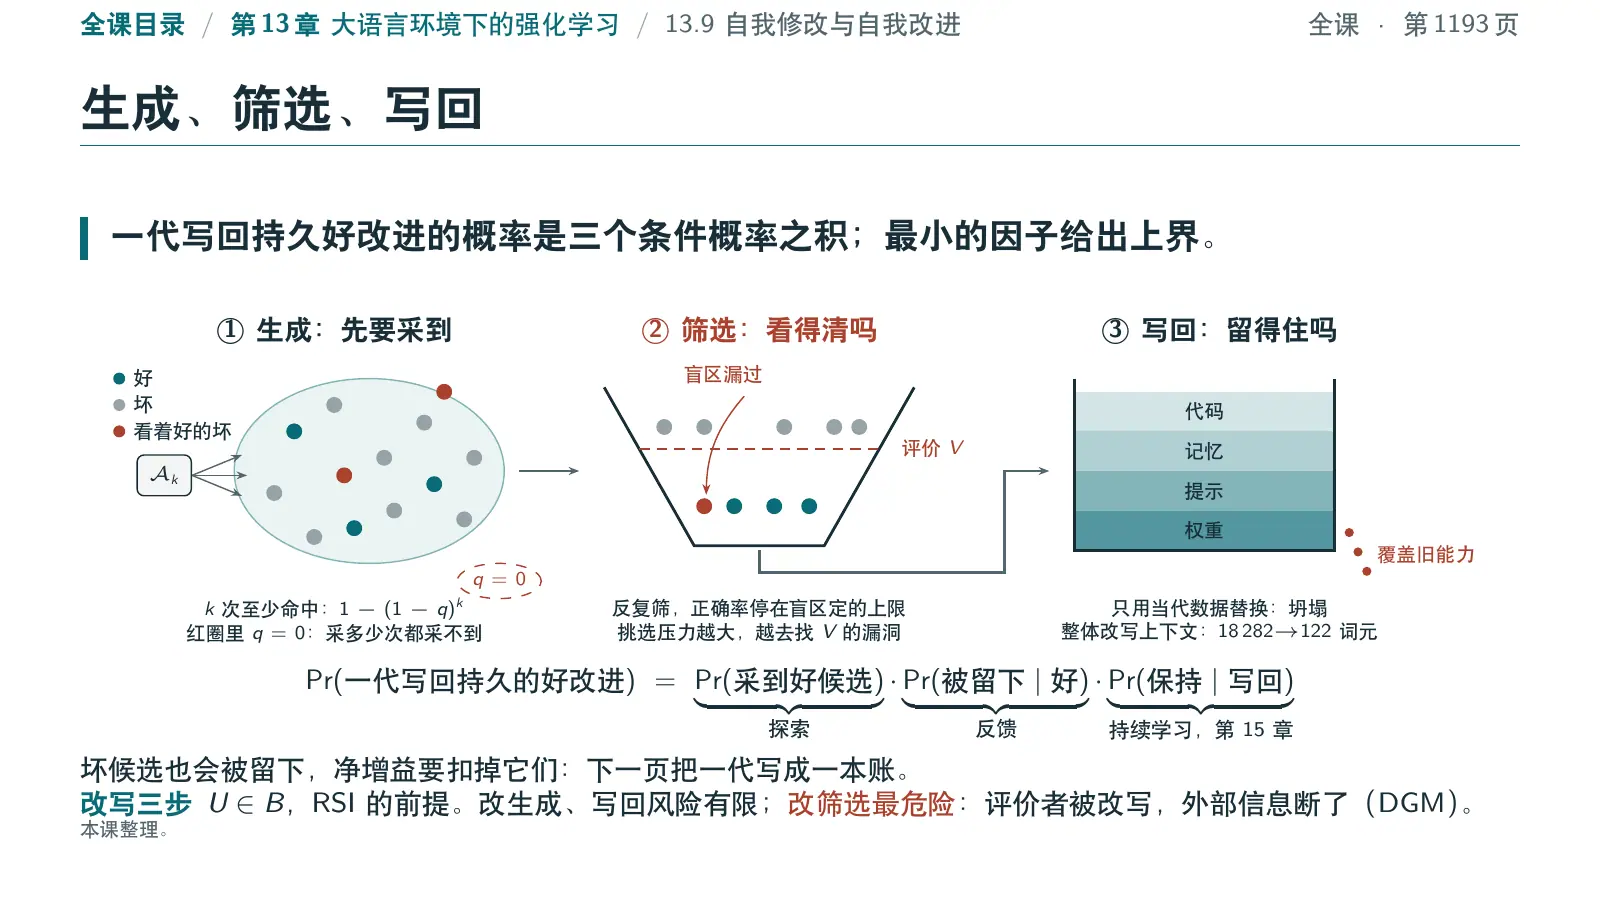 全课目录 / 第 13 章 大语言环境下的强化学习 / 13.9 自我修改与自我改进
全课 · 第 1193 页
生成、筛选、写回
一代写回持久好改进的概率是三个条件概率之积；最小的因子给出上界。
① 生成：先要采到
② 筛选：看得清吗
③ 写回：留得住吗
好
坏
看着好的坏
𝒜ₖ
q = 0
盲区漏过
评价 V
代码
记忆
提示
权重
覆盖旧能力
k 次至少命中：1 − (1 − q)ᵏ
红圈里 q = 0：采多少次都采不到
反复筛，正确率停在盲区定的上限
挑选压力越大，越去找 V 的漏洞
只用当代数据替换：坍塌
整体改写上下文：18 282→122 词元
Pr(一代写回持久的好改进) = Pr(采到好候选) · Pr(被留下 | 好) · Pr(保持 | 写回)
探索
反馈
持续学习，第 15 章
坏候选也会被留下，净增益要扣掉它们：下一页把一代写成一本账。
改写三步 U ∈ B，RSI 的前提。改生成、写回风险有限；改筛选最危险：评价者被改写，外部信息断了（DGM）。
本课整理。